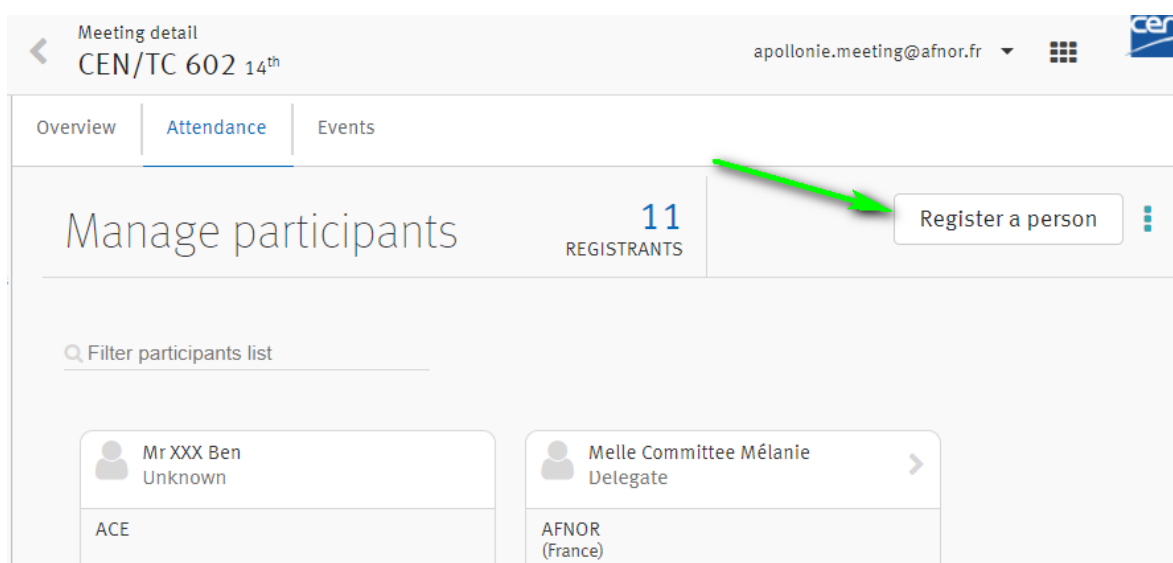 Meeting detail
CEN/TC 602 14th
apollonie.meeting@afnor.fr
cen
Overview Attendance Events
Manage participants
11
REGISTRANTS
Register a person
Filter participants list
Mr XXX Ben
Unknown
ACE
Melle Committee Mélanie
Delegate
AFNOR
(France)